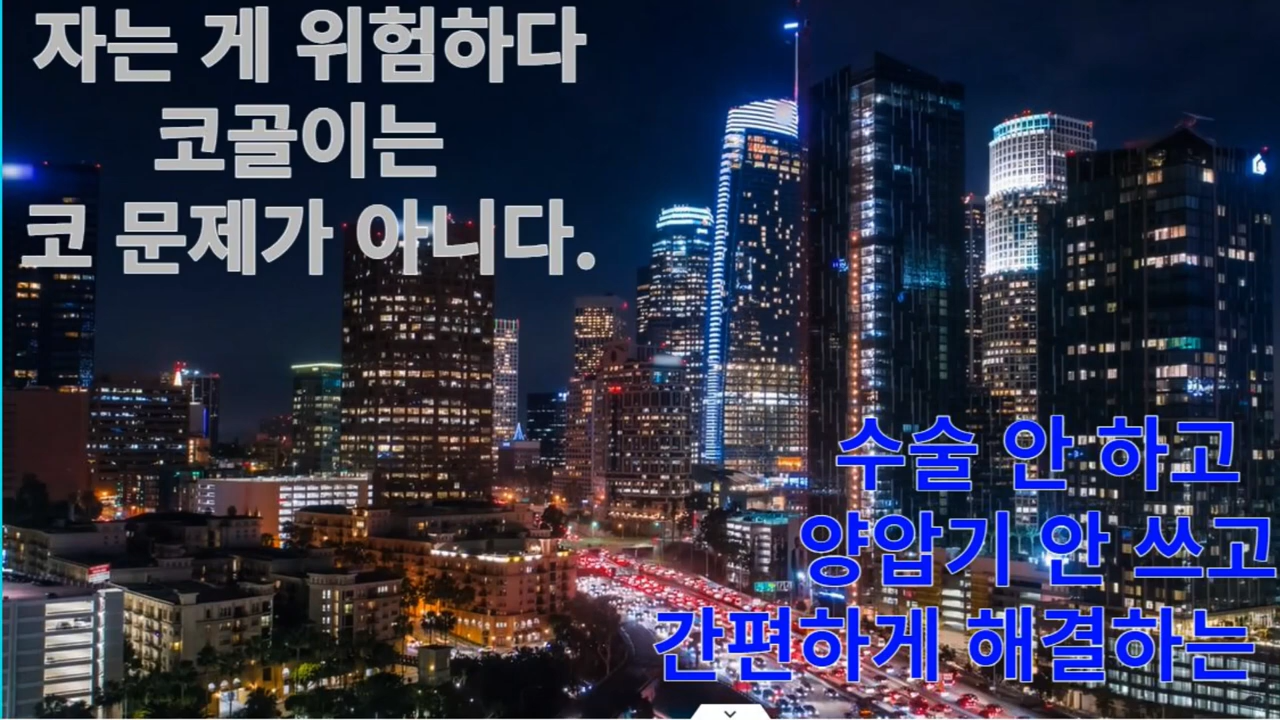 자는 게 위험하다
코골이는
코 문제가 아니다.
수술 안 하고
양압기 안 쓰고
간편하게 해결하는